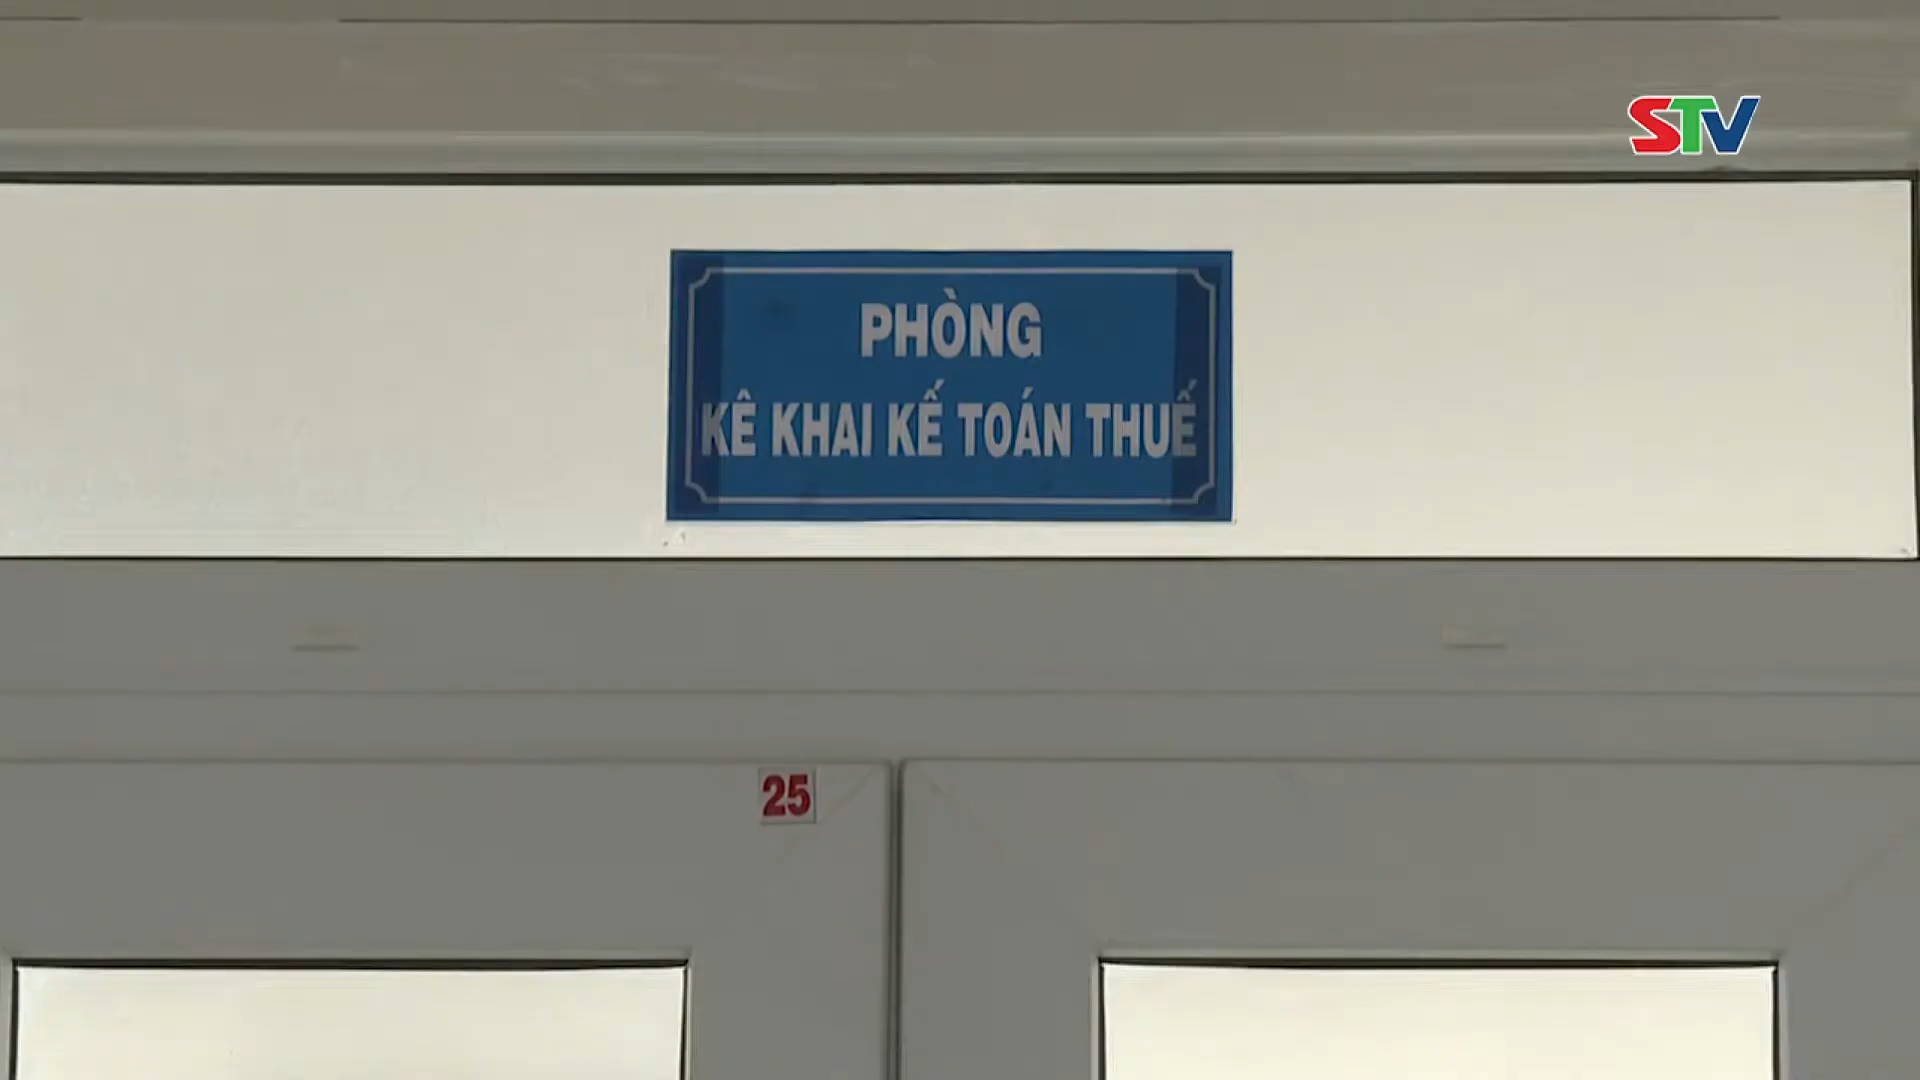 STV
PHÒNG
KÊ KHAI KẾ TOÁN THUẾ
25